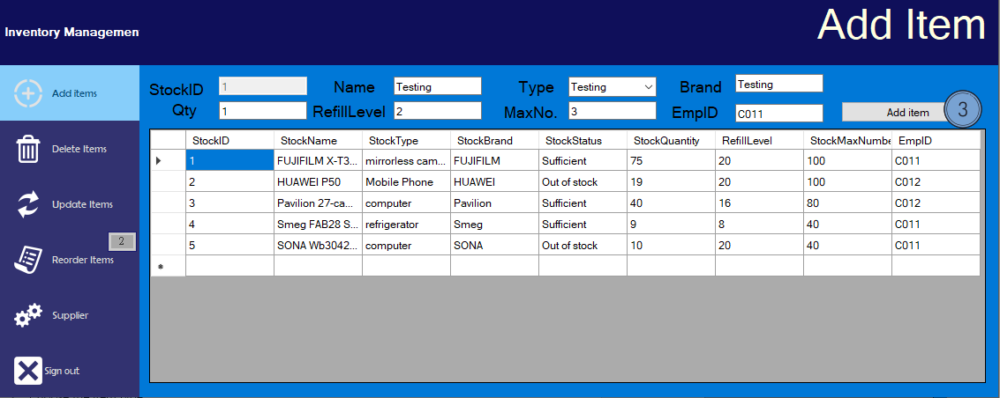 Inventory Managemen
Add Item
Add items
Delete Items
Update Items
2
Reorder Items
Supplier
Sign out
StockID 1 Name Testing Type Testing Brand Testing
Qty 1 RefillLevel 2 MaxNo. 3 EmpID C011 Add item 3
StockID StockName StockType StockBrand StockStatus StockQuantity RefillLevel StockMaxNumbe EmpID
1 FUJIFILM X-T3... mirrorless cam... FUJIFILM Sufficient 75 20 100 C011
2 HUAWEI P50 Mobile Phone HUAWEI Out of stock 19 20 100 C012
3 Pavilion 27-ca... computer Pavilion Sufficient 40 16 80 C012
4 Smeg FAB28 S... refrigerator Smeg Sufficient 9 8 40 C011
5 SONA Wb3042... computer SONA Out of stock 10 20 40 C011